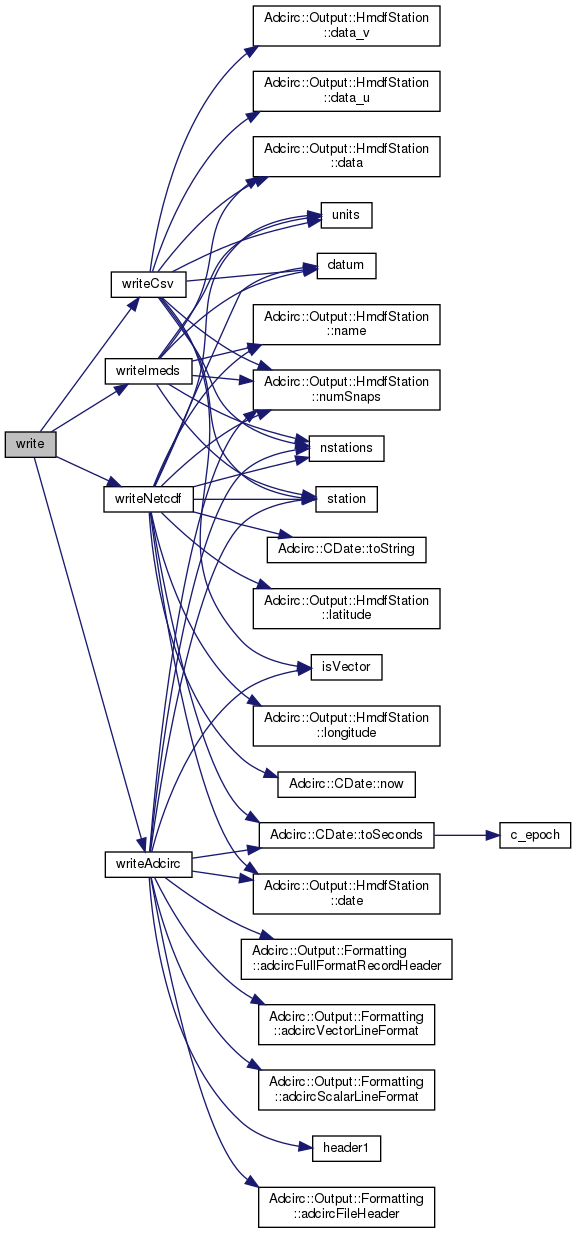 Adcirc::Output::HmdfStation
::data_v
Adcirc::Output::HmdfStation
::data_u
Adcirc::Output::HmdfStation
::data
units
datum
writeCsv
Adcirc::Output::HmdfStation
::name
writeImeds
Adcirc::Output::HmdfStation
::numSnaps
write
nstations
writeNetcdf
station
Adcirc::CDate::toString
Adcirc::Output::HmdfStation
::latitude
isVector
Adcirc::Output::HmdfStation
::longitude
Adcirc::CDate::now
Adcirc::CDate::toSeconds
c_epoch
writeAdcirc
Adcirc::Output::HmdfStation
::date
Adcirc::Output::Formatting
::adcircFullFormatRecordHeader
Adcirc::Output::Formatting
::adcircVectorLineFormat
Adcirc::Output::Formatting
::adcircScalarLineFormat
header1
Adcirc::Output::Formatting
::adcircFileHeader